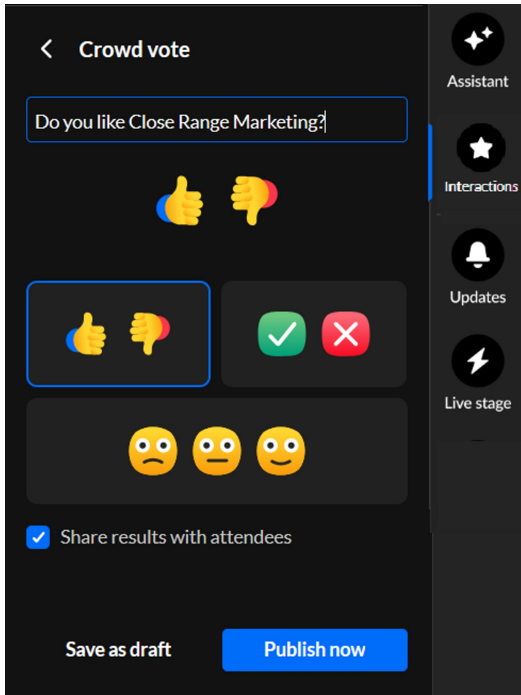 Crowd vote
Do you like Close Range Marketing?
Share results with attendees
Save as draft
Publish now
Assistant
Interactions
Updates
Live stage